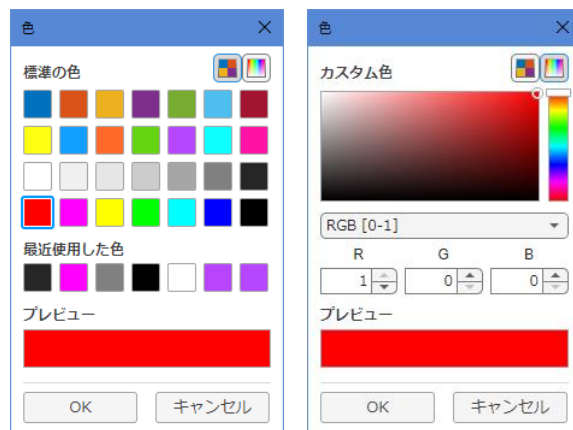 色
標準の色
最近使用した色
プレビュー
OK
キャンセル
色
カスタム色
RGB [0-1]
R G B
1 0 0
プレビュー
OK
キャンセル